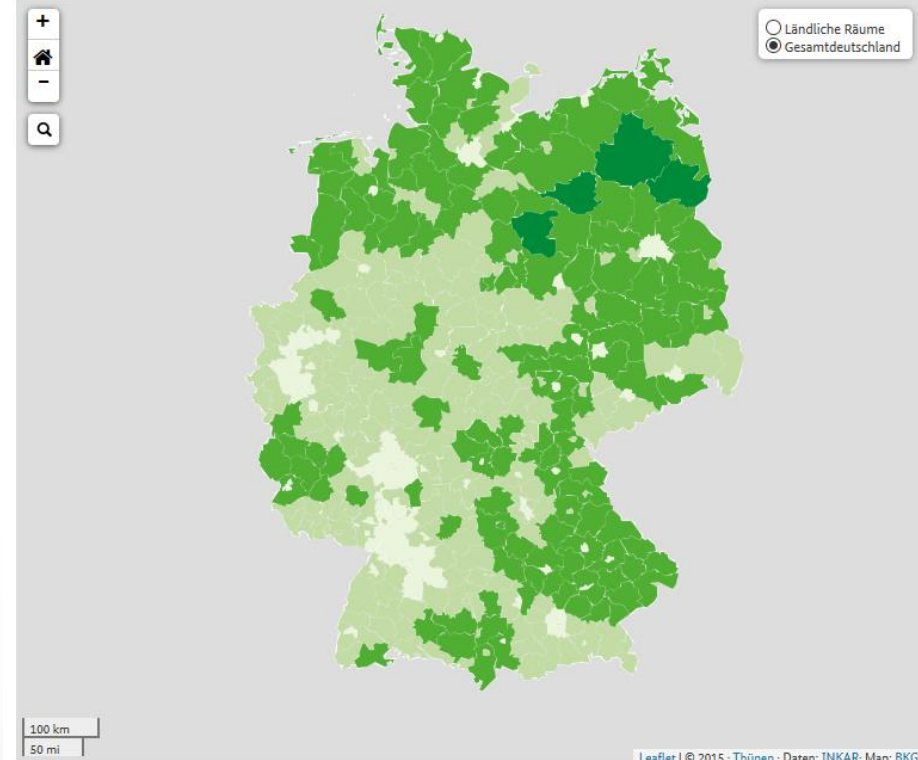 +
−
Ländliche Räume
Gesamtdeutschland
100 km
50 mi
Leaflet | © 2015 · Thünen · Daten: INKAR; Map: BKG